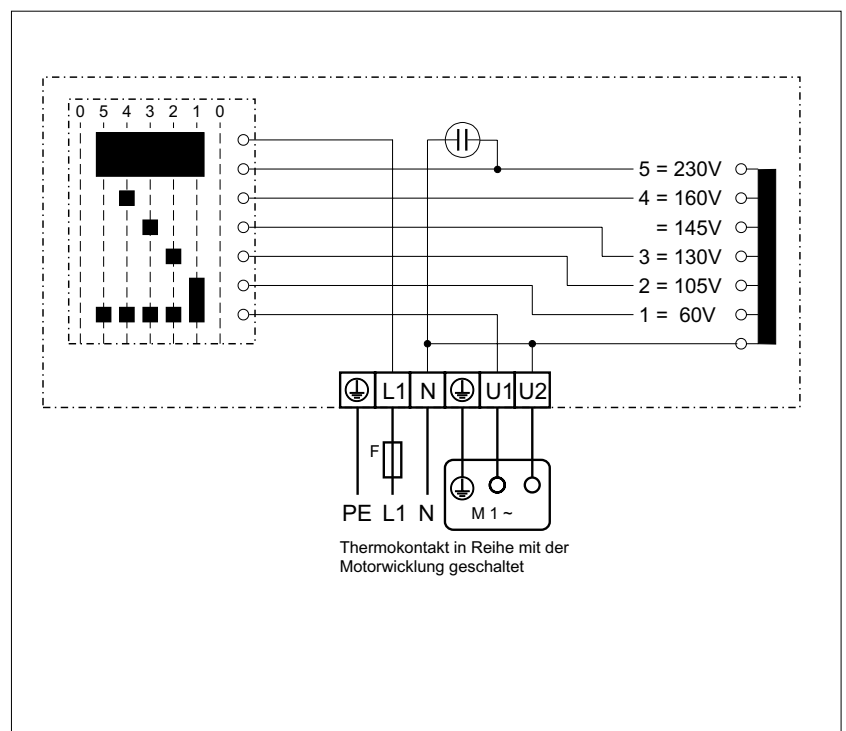 0 5 4 3 2 1 0
5 = 230V
4 = 160V
= 145V
3 = 130V
2 = 105V
1 = 60V
L1 N U1 U2
F
PE L1 N
M 1 ~
Thermokontakt in Reihe mit der
Motorwicklung geschaltet